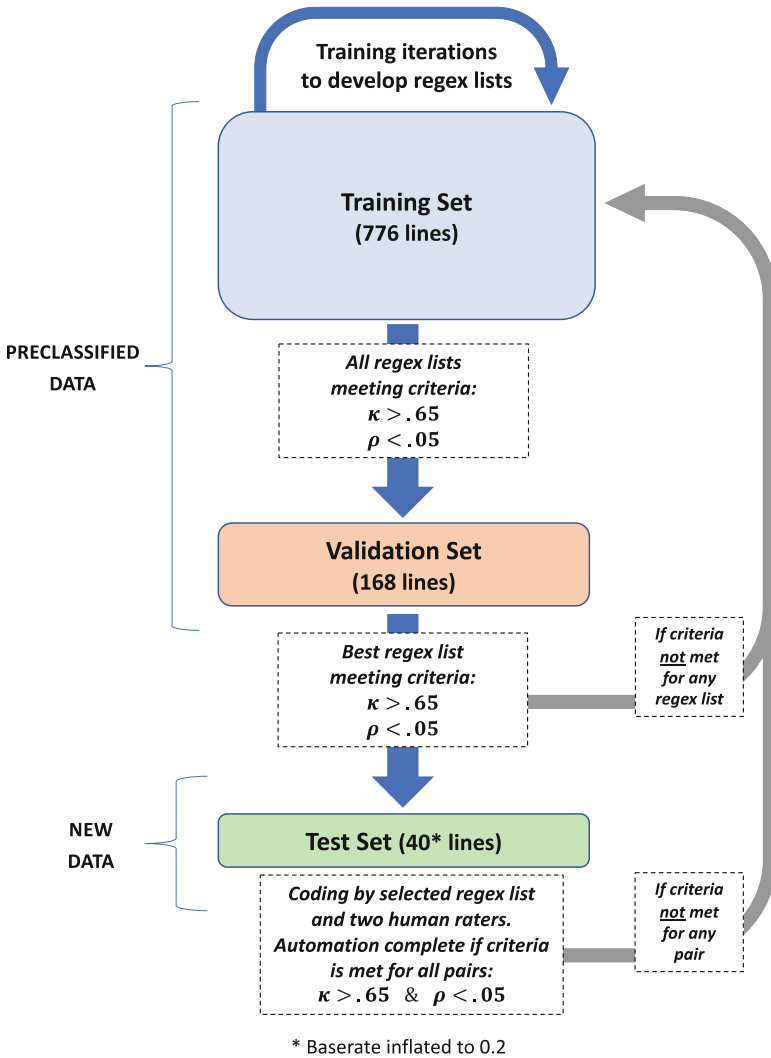 Training iterations
to develop regex lists
Training Set
(776 lines)
PRECLASSIFIED
DATA
All regex lists
meeting criteria:
κ > .65
ρ < .05
Validation Set
(168 lines)
Best regex list
meeting criteria:
κ > .65
ρ < .05
If criteria
not met
for any
regex list
NEW
DATA
Test Set (40* lines)
Coding by selected regex list
and two human raters.
Automation complete if criteria
is met for all pairs:
κ > .65 & ρ < .05
If criteria
not met
for any
pair
* Baserate inflated to 0.2